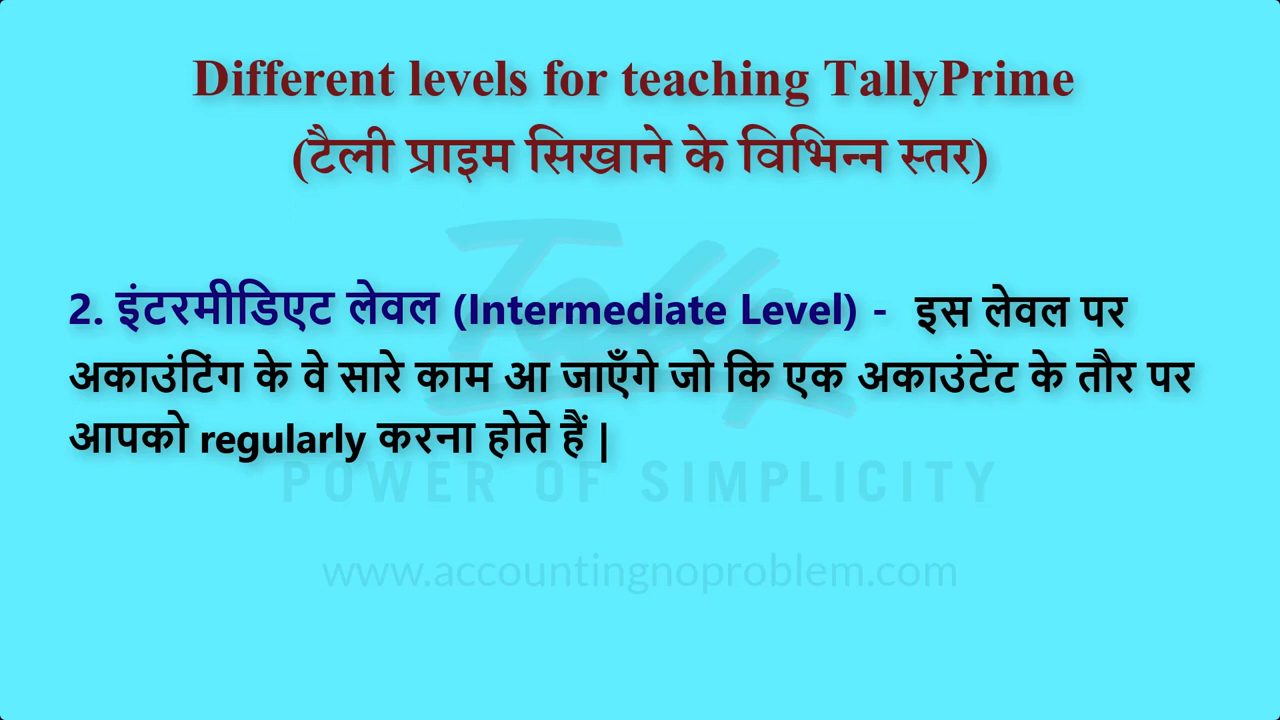 Different levels for teaching TallyPrime
(टैली प्राइम सिखाने के विभिन्न स्तर)
2. इंटरमीडिएट लेवल (Intermediate Level) - इस लेवल पर
अकाउंटिंग के वे सारे काम आ जाएँगे जो कि एक अकाउंटेंट के तौर पर
आपको regularly करना होते हैं |
Tally
POWER OF SIMPLICITY
www.accountingnoproblem.com